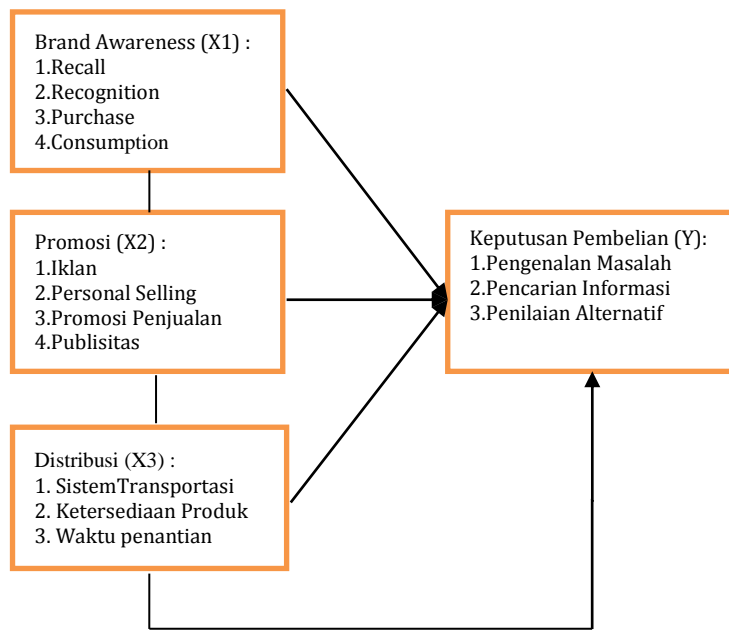 Brand Awareness (X1) :
1.Recall
2.Recognition
3.Purchase
4.Consumption
Promosi (X2) :
1.Iklan
2.Personal Selling
3.Promosi Penjualan
4.Publisitas
Distribusi (X3) :
1. SistemTransportasi
2. Ketersediaan Produk
3. Waktu penantian
Keputusan Pembelian (Y):
1.Pengenalan Masalah
2.Pencarian Informasi
3.Penilaian Alternatif